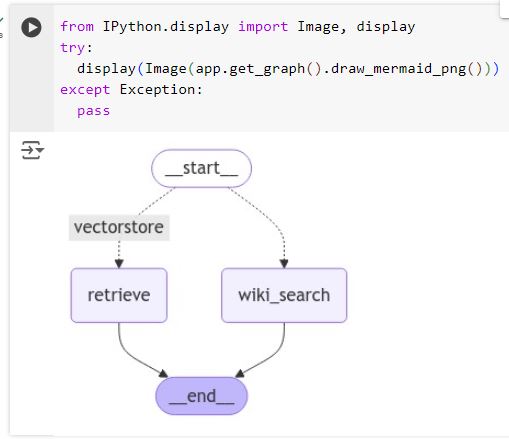 from IPython.display import Image, display
try:
  display(Image(app.get_graph().draw_mermaid_png()))
except Exception:
  pass
__start__
vectorstore
retrieve
wiki_search
__end__